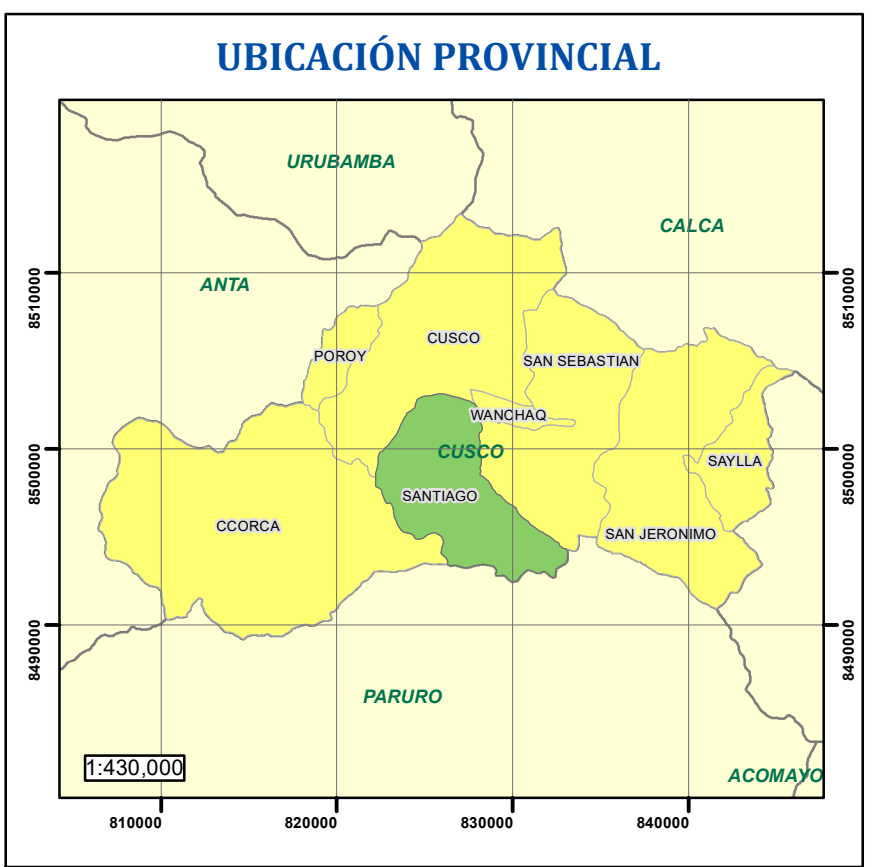 UBICACIÓN PROVINCIAL
URUBAMBA
CALCA
ANTA
8510000
8510000
CUSCO
POROY
SAN SEBASTIAN
WANCHAQ
8500000
8500000
CUSCO
SAYLLA
SANTIAGO
CCORCA
SAN JERONIMO
8490000
8490000
PARURO
1:430,000
ACOMAYO
810000
820000
830000
840000